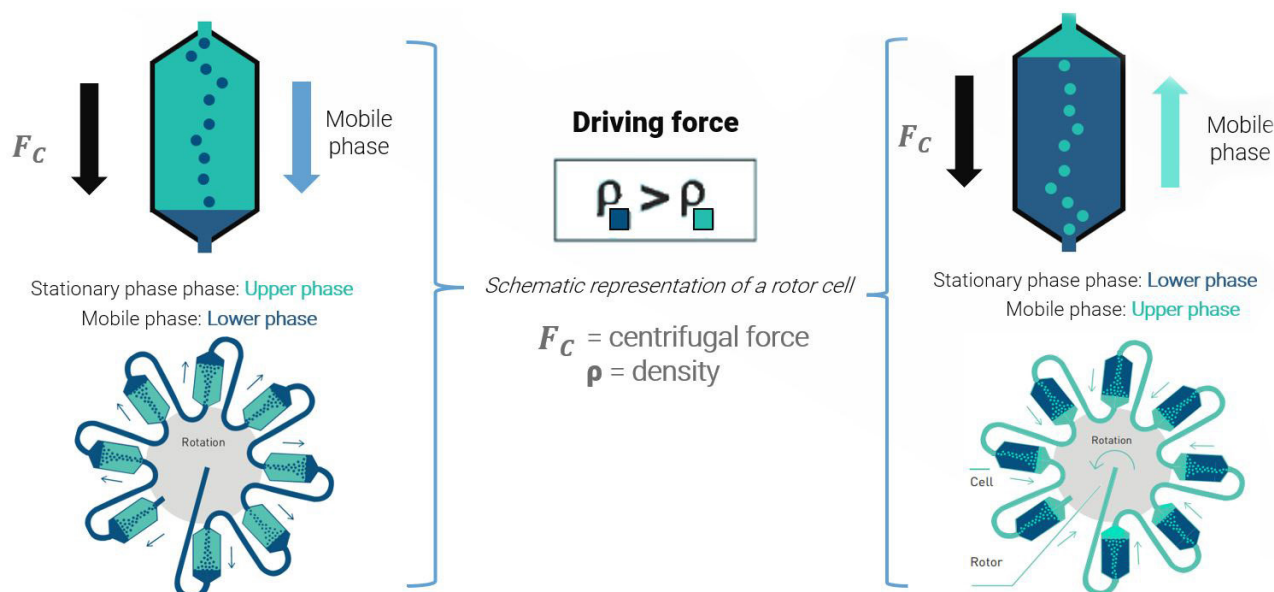 F_C
Mobile
phase
Stationary phase phase: Upper phase
Mobile phase: Lower phase
Rotation
Driving force
ρ > ρ
Schematic representation of a rotor cell
F_C = centrifugal force
ρ = density
F_C
Mobile
phase
Stationary phase phase: Lower phase
Mobile phase: Upper phase
Rotation
Cell
Rotor